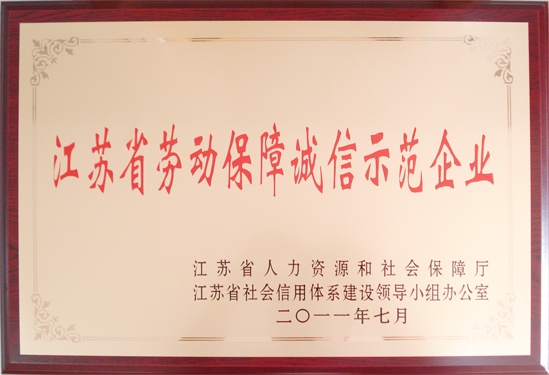 江苏省劳动保障诚信示范企业
江苏省人力资源和社会保障厅
江苏省社会信用体系建设领导小组办公室
二〇一一年七月